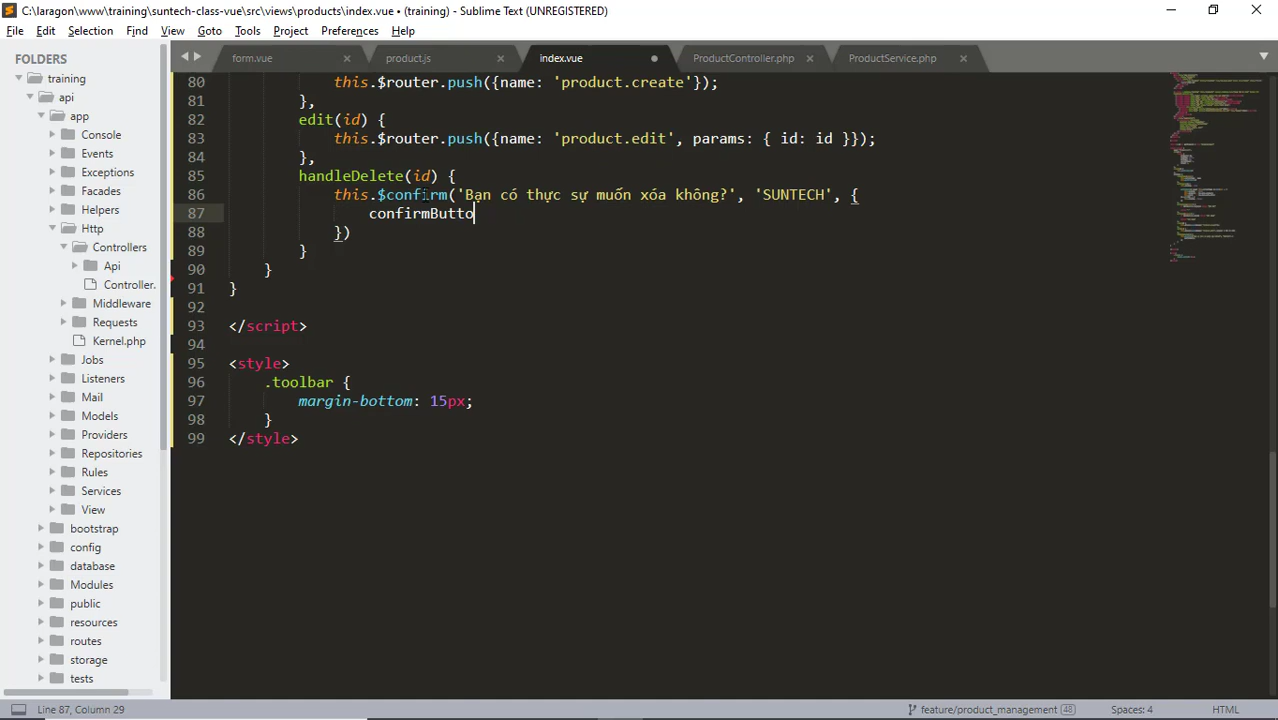 C:\laragon\www\training\suntech-class-vue\src\views\products\index.vue • (training) - Sublime Text (UNREGISTERED)
File Edit Selection Find View Goto Tools Project Preferences Help
FOLDERS
training
api
app
Console
Events
Exceptions
Facades
Helpers
Http
Controllers
Api
Controller.
Middleware
Requests
Kernel.php
Jobs
Listeners
Mail
Models
Providers
Repositories
Rules
Services
View
bootstrap
config
database
Modules
public
resources
routes
storage
tests
form.vue product.js index.vue ProductController.php ProductService.php
80 this.$router.push({name: 'product.create'});
81 },
82 edit(id) {
83 this.$router.push({name: 'product.edit', params: { id: id }});
84 },
85 handleDelete(id) {
86 this.$confirm('Bạn có thực sự muốn xóa không?', 'SUNTECH', {
87 confirmButto
88 })
89 }
90 }
91 }
92
93 </script>
94
95 <style>
96 .toolbar {
97 margin-bottom: 15px;
98 }
99 </style>
Line 87, Column 29 feature/product_management 48 Spaces: 4 HTML